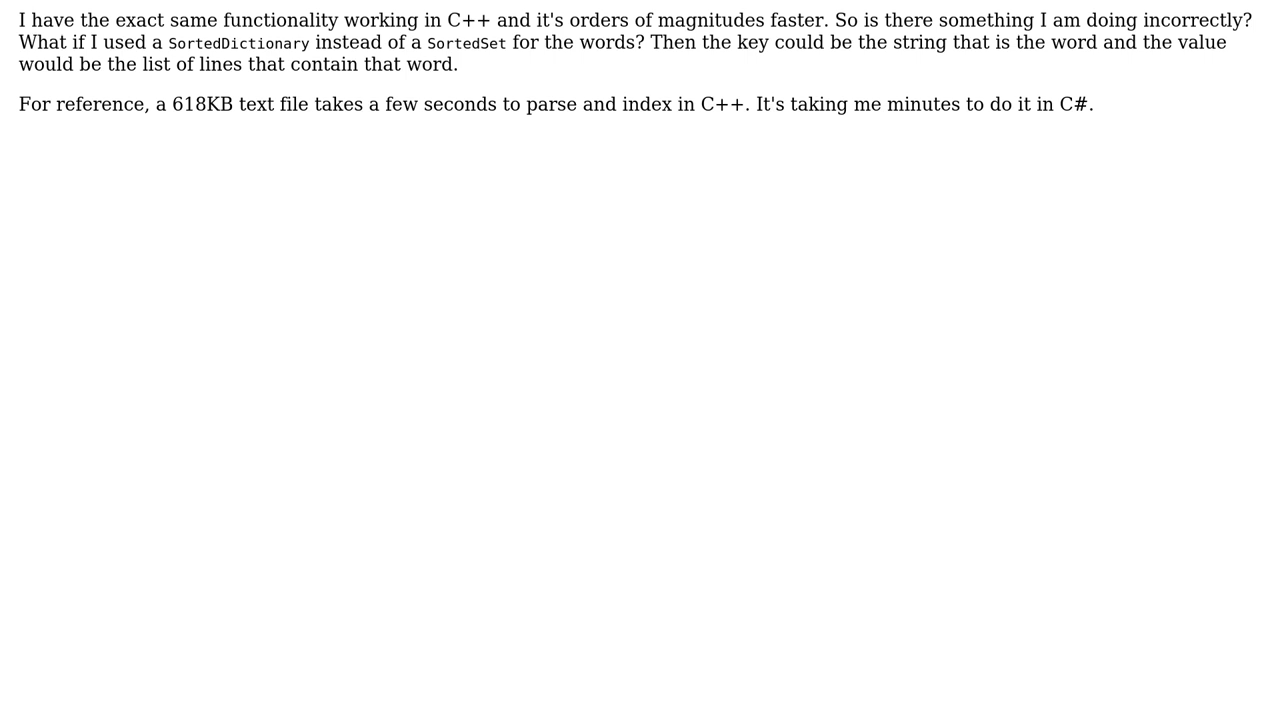 I have the exact same functionality working in C++ and it's orders of magnitudes faster. So is there something I am doing incorrectly?
What if I used a SortedDictionary instead of a SortedSet for the words? Then the key could be the string that is the word and the value
would be the list of lines that contain that word.
For reference, a 618KB text file takes a few seconds to parse and index in C++. It's taking me minutes to do it in C#.